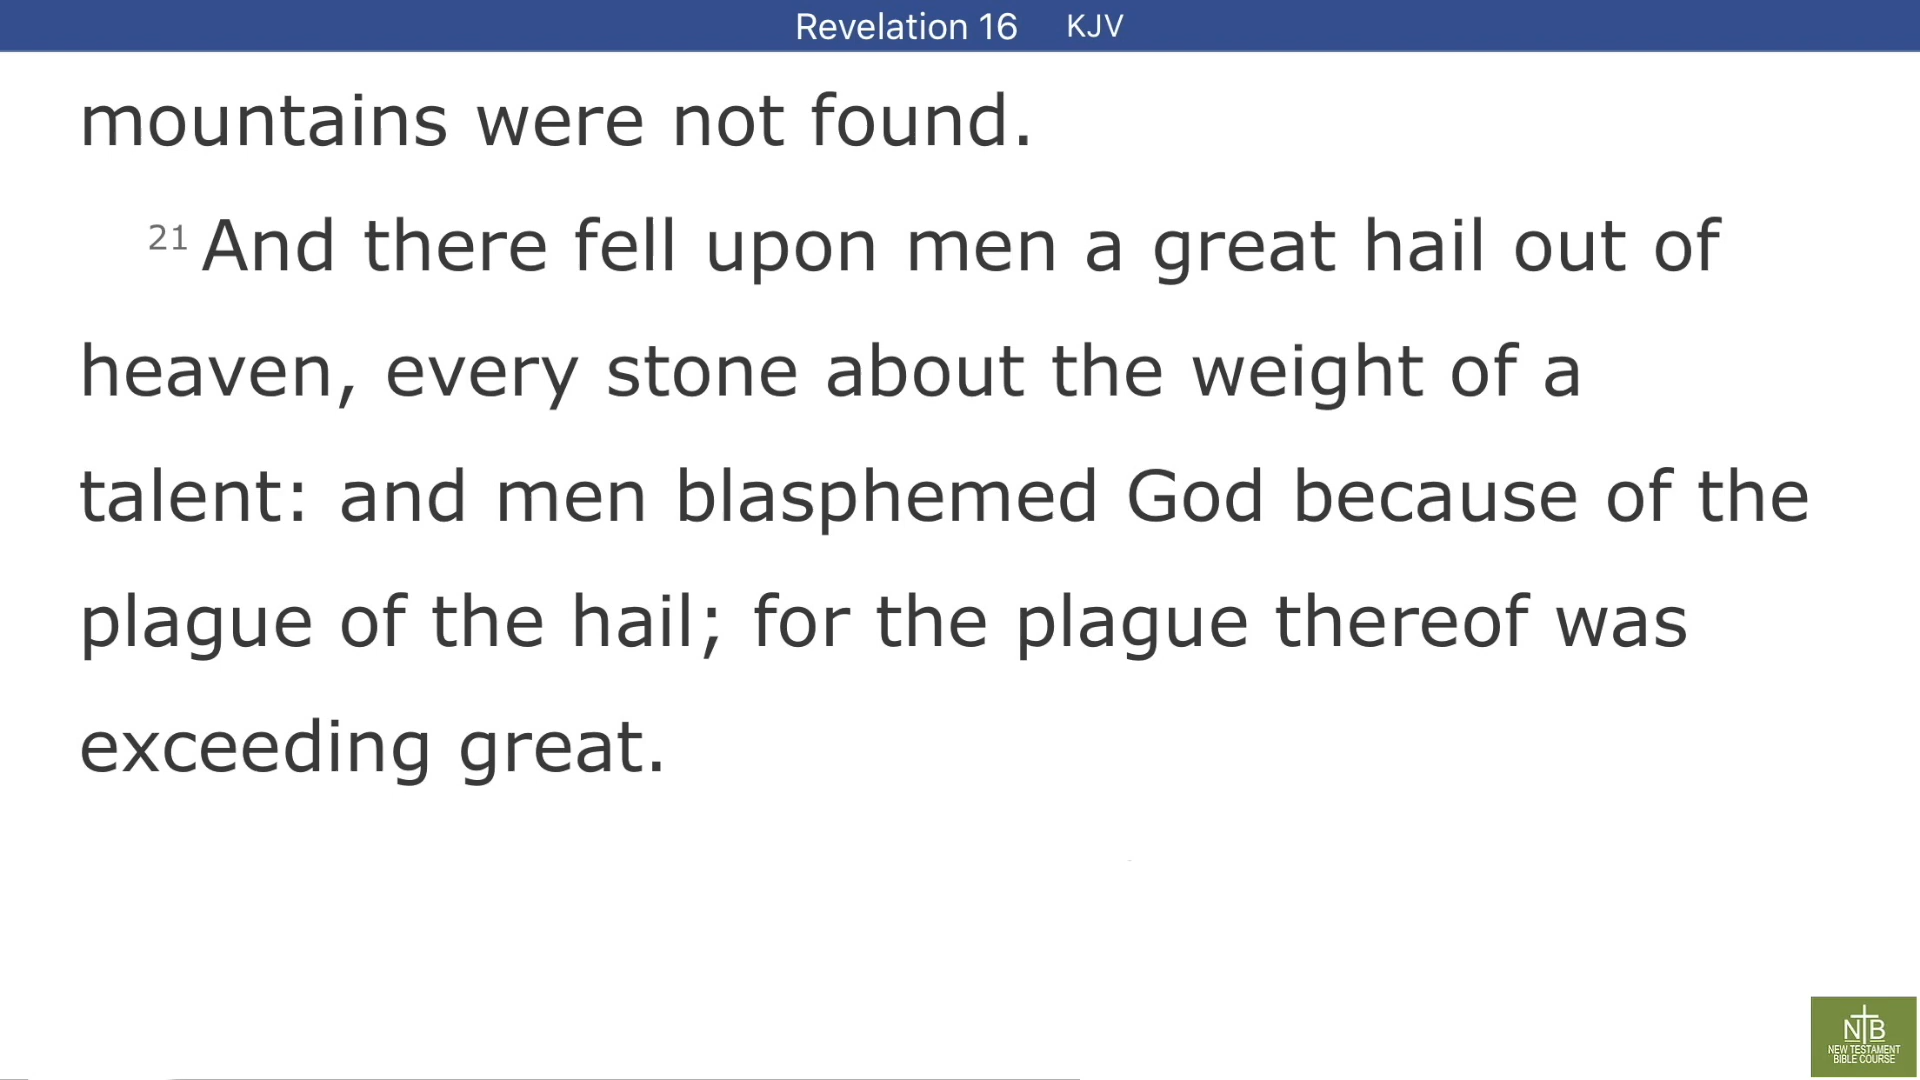 Revelation 16 KJV
mountains were not found.
21 And there fell upon men a great hail out of
heaven, every stone about the weight of a
talent: and men blasphemed God because of the
plague of the hail; for the plague thereof was
exceeding great.
NTB
NEW TESTAMENT
BIBLE COURSE